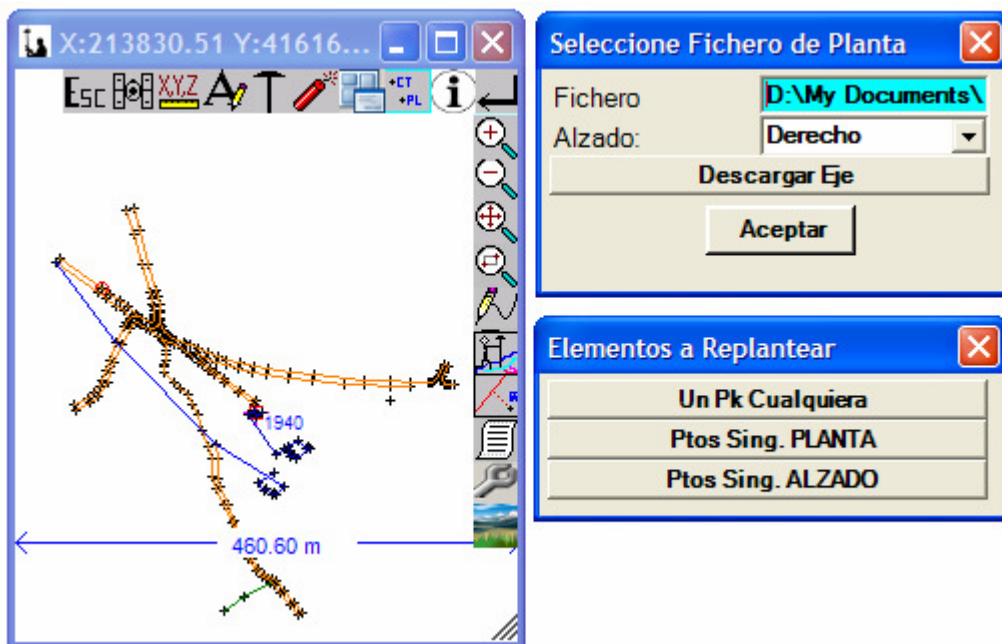 X:213830.51 Y:41616...
Esc X,Y,Z A T +CT +PL i
1940
460.60 m
Seleccione Fichero de Planta
Fichero D:\My Documents\
Alzado: Derecho
Descargar Eje
Aceptar
Elementos a Replantear
Un Pk Cualquiera
Ptos Sing. PLANTA
Ptos Sing. ALZADO